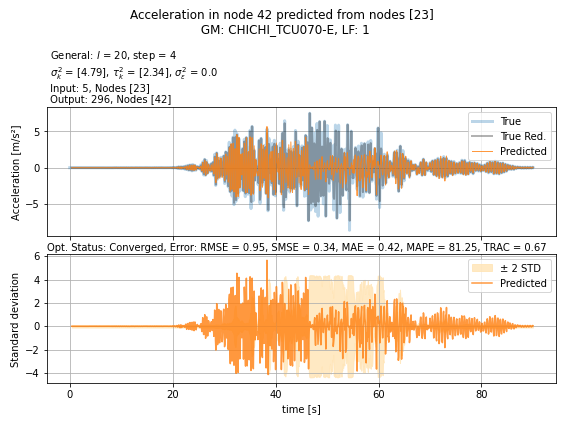 Acceleration in node 42 predicted from nodes [23]
GM: CHICHI_TCU070-E, LF: 1
General: l = 20, step = 4
σ²ₖ = [4.79], τ²ₖ = [2.34], σ²ε = 0.0
Input: 5, Nodes [23]
Output: 296, Nodes [42]
Acceleration [m/s²]
5
0
−5
True
True Red.
Predicted
Opt. Status: Converged, Error: RMSE = 0.95, SMSE = 0.34, MAE = 0.42, MAPE = 81.25, TRAC = 0.67
Standard deviation
6
4
2
0
−2
−4
± 2 STD
Predicted
0 20 40 60 80
time [s]